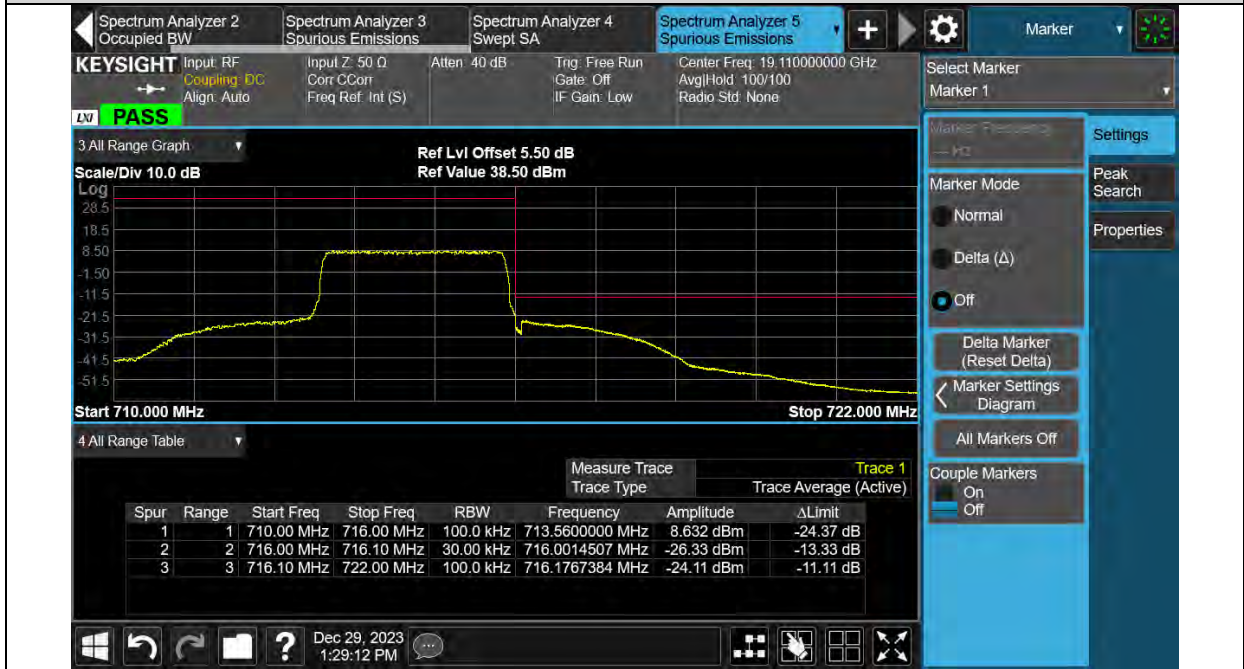 Spectrum Analyzer 2
Occupied BW
Spectrum Analyzer 3
Spurious Emissions
Spectrum Analyzer 4
Swept SA
Spectrum Analyzer 5
Spurious Emissions
+
Marker
KEYSIGHT
Input: RF
Coupling: DC
Align: Auto
Input Z: 50 Ω
Corr CCorr
Freq Ref: Int (S)
Atten: 40 dB
Trig: Free Run
Gate: Off
IF Gain: Low
Center Freq: 19.110000000 GHz
Avg|Hold: 100/100
Radio Std: None
LXI PASS
Select Marker
Marker 1
3 All Range Graph
Ref Lvl Offset 5.50 dB
Scale/Div 10.0 dB
Ref Value 38.50 dBm
Log
28.5
18.5
8.50
-1.50
-11.5
-21.5
-31.5
-41.5
-51.5
Start 710.000 MHz
Stop 722.000 MHz
4 All Range Table
Measure Trace Trace 1
Trace Type Trace Average (Active)
Spur Range Start Freq Stop Freq RBW Frequency Amplitude ΔLimit
1 1 710.00 MHz 716.00 MHz 100.0 kHz 713.5600000 MHz 8.632 dBm -24.37 dB
2 2 716.00 MHz 716.10 MHz 30.00 kHz 716.0014507 MHz -26.33 dBm -13.33 dB
3 3 716.10 MHz 722.00 MHz 100.0 kHz 716.1767384 MHz -24.11 dBm -11.11 dB
Marker Frequency
--- Hz
Marker Mode
Normal
Delta (Δ)
Off
Delta Marker
(Reset Delta)
Marker Settings
Diagram
All Markers Off
Couple Markers
On
Off
Settings
Peak
Search
Properties
?
Dec 29, 2023
1:29:12 PM